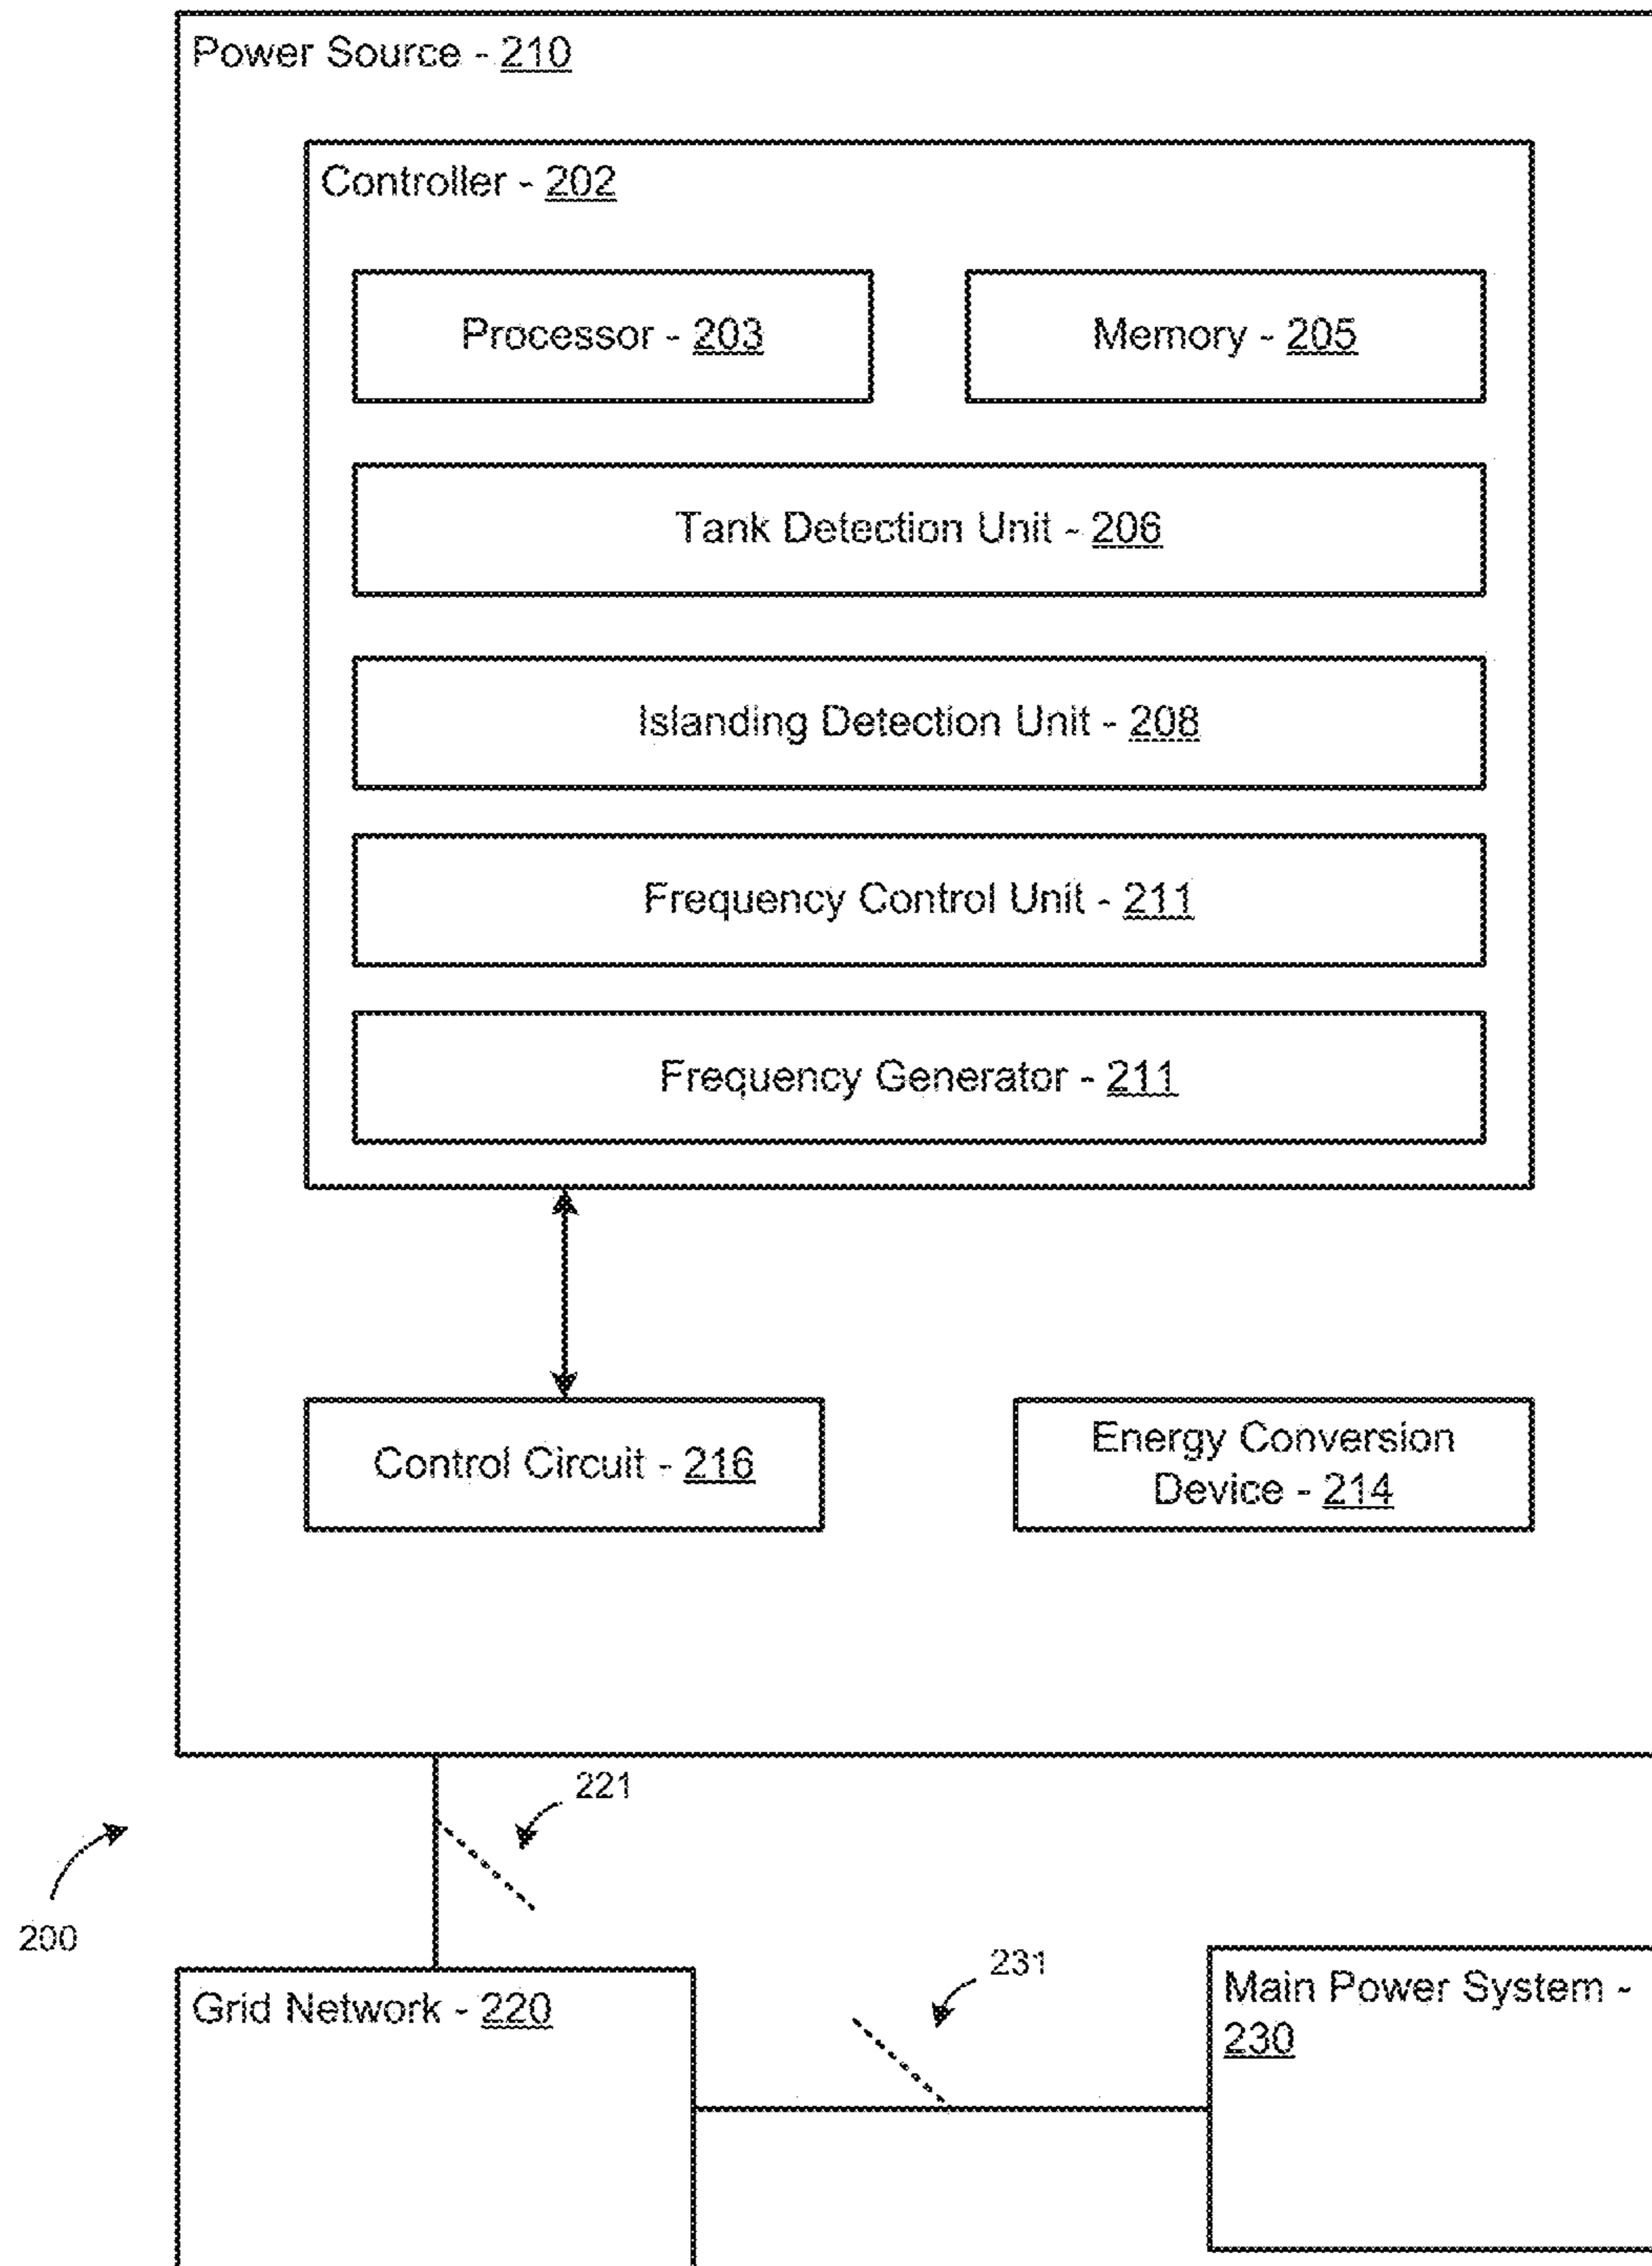 Power Source - 210
Controller - 202
Processor - 203
Memory - 205
Tank Detection Unit - 206
Islanding Detection Unit - 208
Frequency Control Unit - 211
Frequency Generator - 211
Control Circuit - 216
Energy Conversion
Device - 214
221
200
231
Grid Network - 220
Main Power System -
230